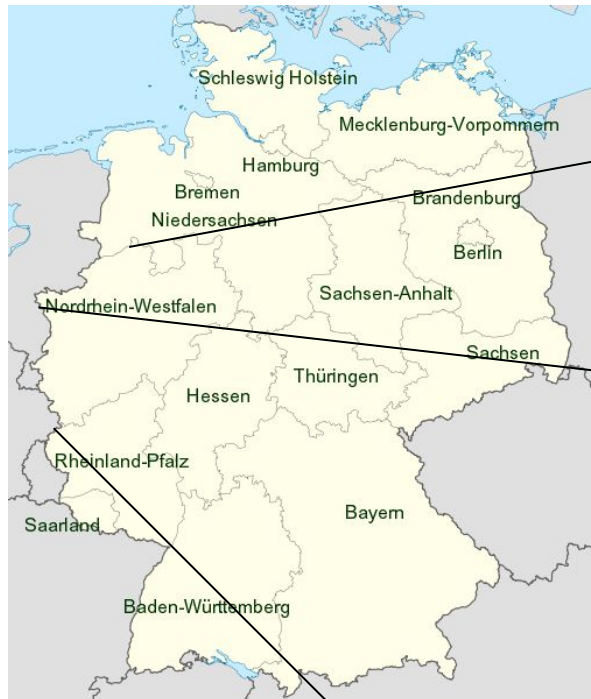 Schleswig Holstein
Mecklenburg-Vorpommern
Hamburg
Bremen
Brandenburg
Niedersachsen
Berlin
Sachsen-Anhalt
Nordrhein-Westfalen
Sachsen
Thüringen
Hessen
Rheinland-Pfalz
Bayern
Saarland
Baden-Württemberg